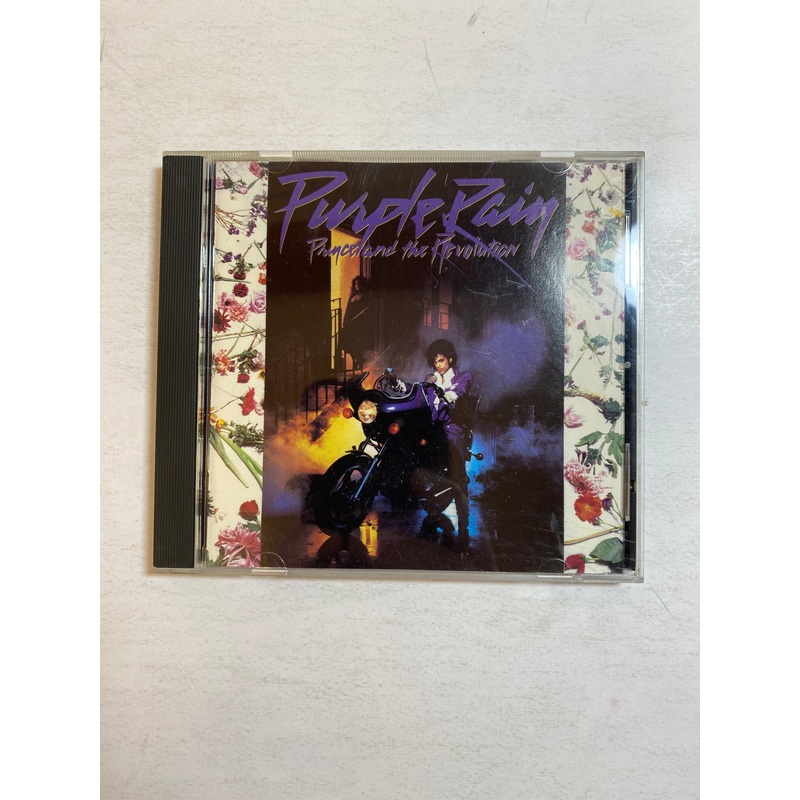 Purple Rain
Prince and the Revolution